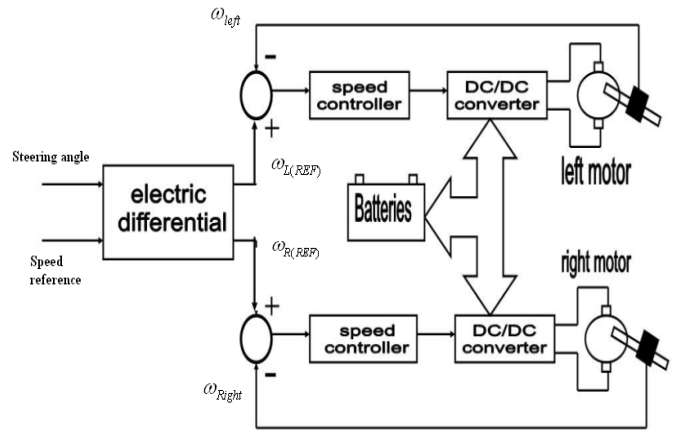 ω_left
−
speed
controller
DC/DC
converter
+
Steering angle
ω_L(REF)
left motor
electric
differential
Batteries
Speed
reference
ω_R(REF)
right motor
+
speed
controller
DC/DC
converter
−
ω_Right